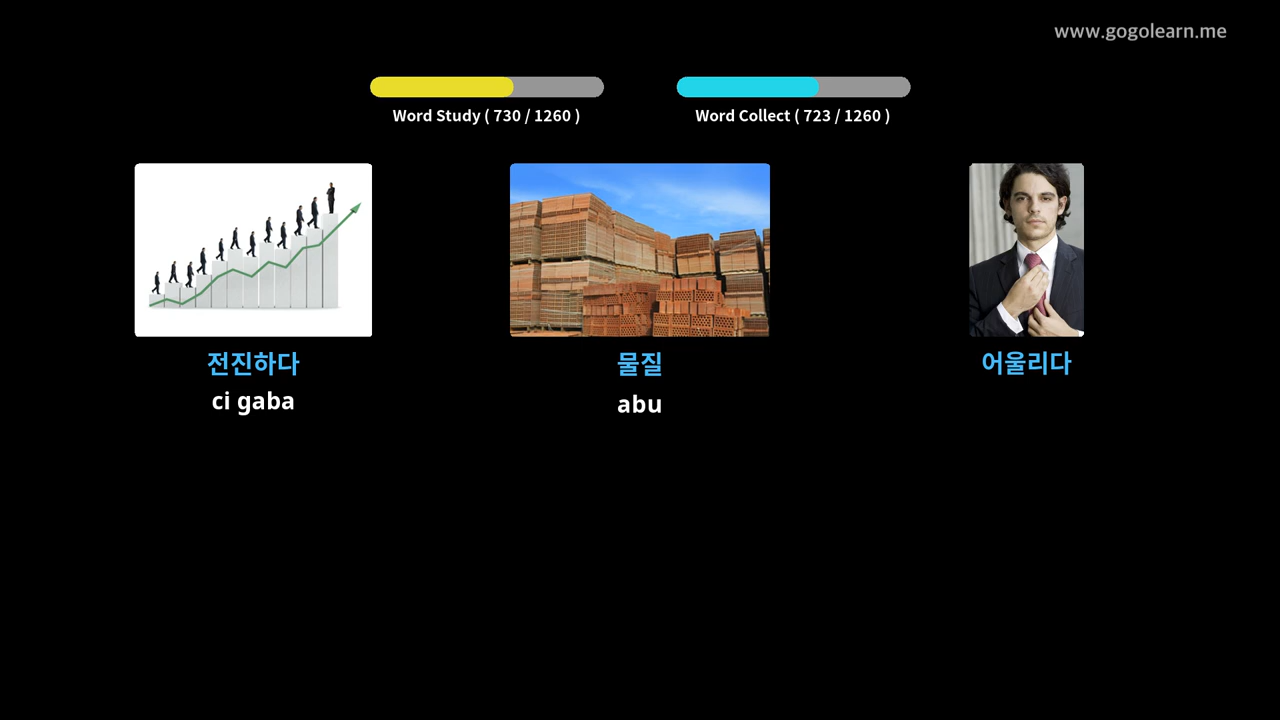 www.gogolearn.me
Word Study ( 730 / 1260 )
Word Collect ( 723 / 1260 )
전진하다
물질
어울리다
ci gaba
abu